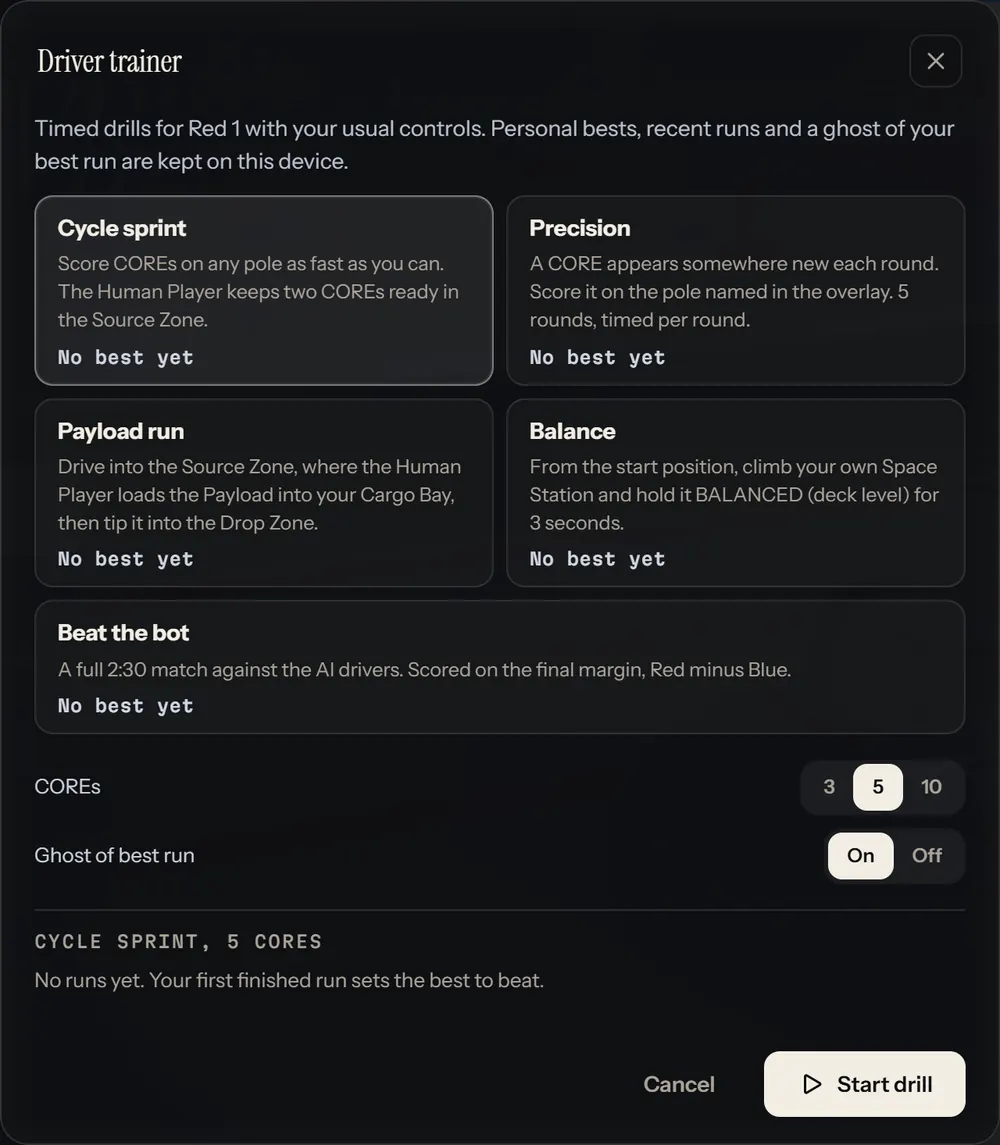 Driver trainer
Timed drills for Red 1 with your usual controls. Personal bests, recent runs and a ghost of your
best run are kept on this device.
Cycle sprint
Score COREs on any pole as fast as you can.
The Human Player keeps two COREs ready in
the Source Zone.
No best yet
Precision
A CORE appears somewhere new each round.
Score it on the pole named in the overlay. 5
rounds, timed per round.
No best yet
Payload run
Drive into the Source Zone, where the Human
Player loads the Payload into your Cargo Bay,
then tip it into the Drop Zone.
No best yet
Balance
From the start position, climb your own Space
Station and hold it BALANCED (deck level) for
3 seconds.
No best yet
Beat the bot
A full 2:30 match against the AI drivers. Scored on the final margin, Red minus Blue.
No best yet
COREs
3 5 10
Ghost of best run
On Off
CYCLE SPRINT, 5 CORES
No runs yet. Your first finished run sets the best to beat.
Cancel
Start drill